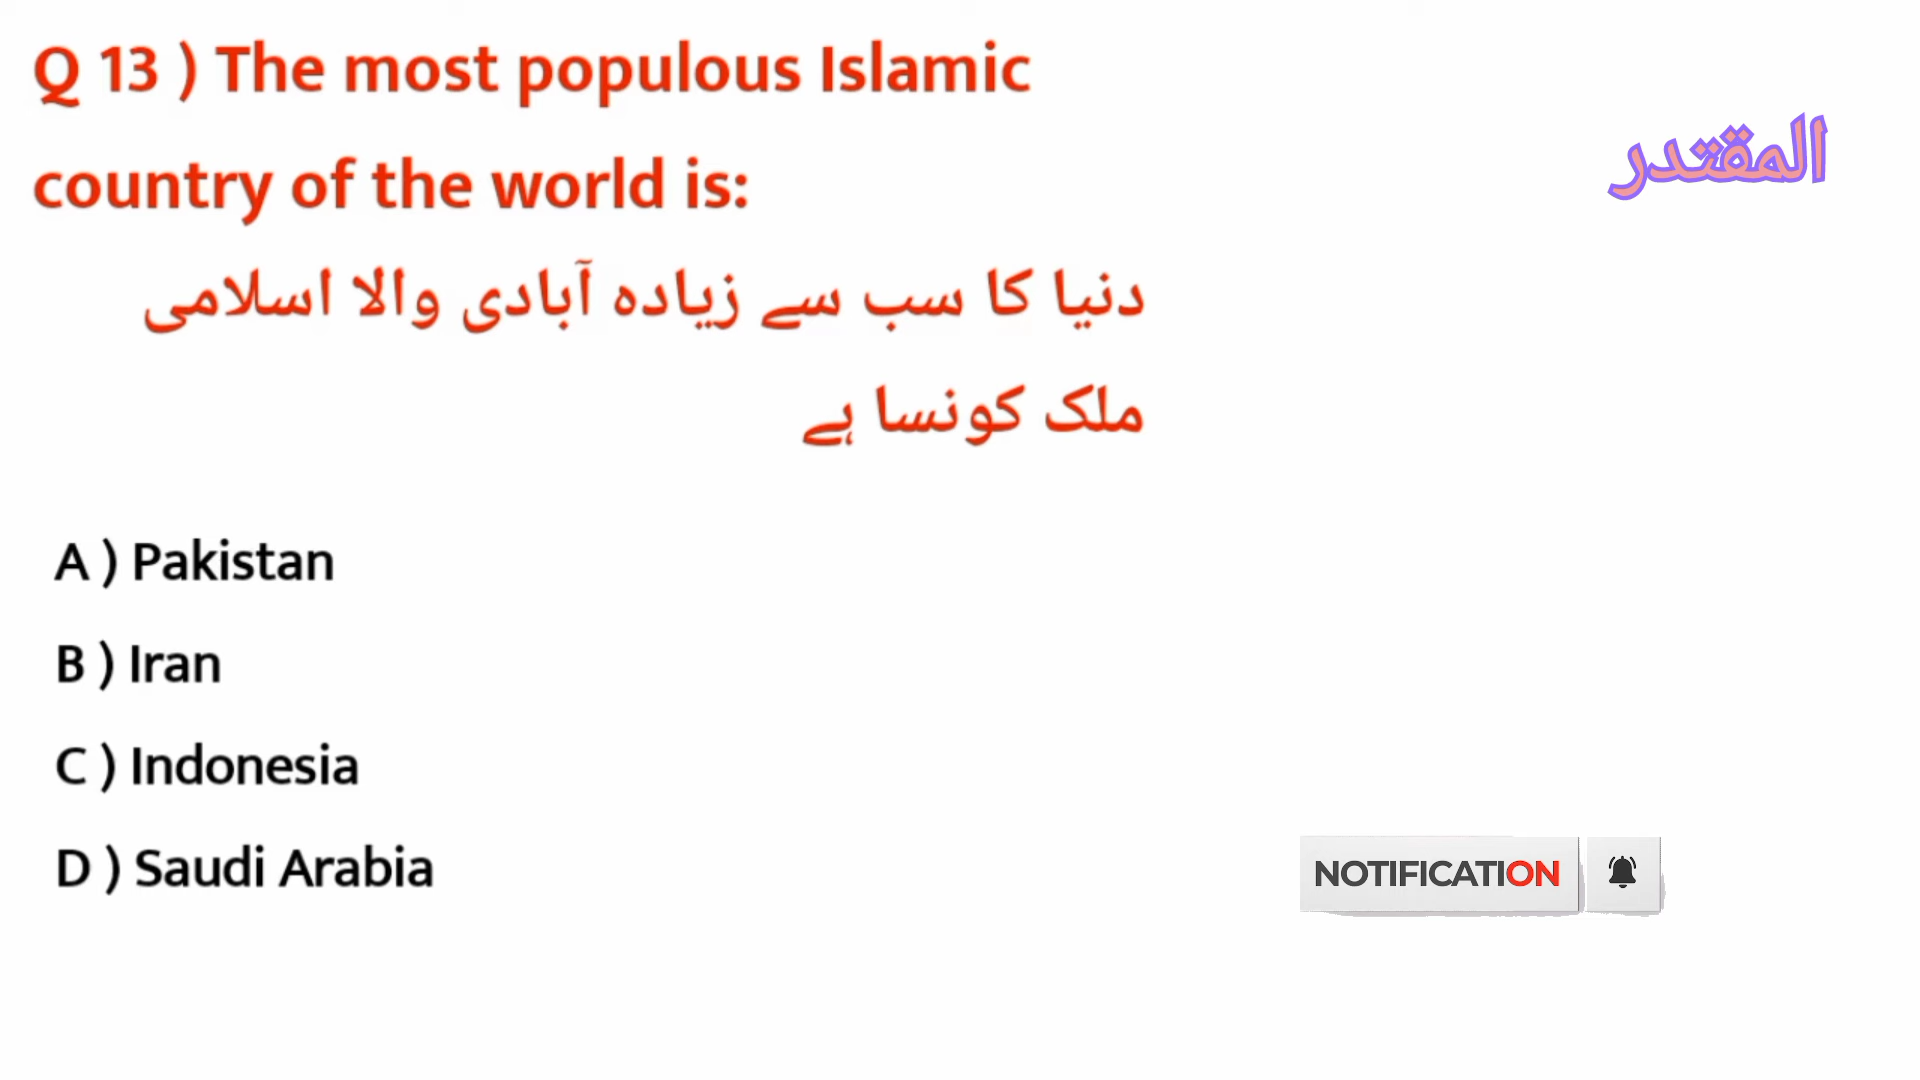 Q 13 ) The most populous Islamic
country of the world is:
المقتدر
دنیا کا سب سے زیادہ آبادی والا اسلامی
ملک کونسا ہے
A ) Pakistan
B ) Iran
C ) Indonesia
D ) Saudi Arabia
NOTIFICATION